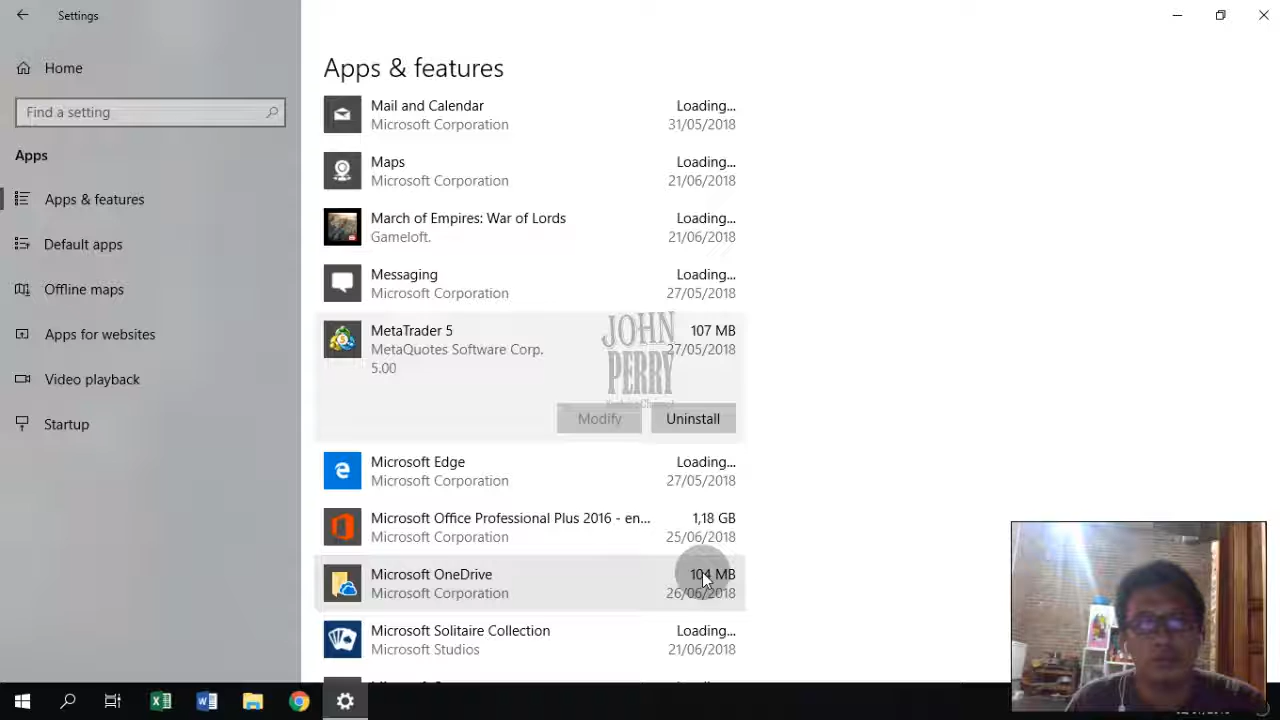 Settings
Home
Find a setting
Apps
Apps & features
Default apps
Offline maps
Apps for websites
Video playback
Startup
Apps & features
Mail and Calendar Loading...
Microsoft Corporation 31/05/2018
Maps Loading...
Microsoft Corporation 21/06/2018
March of Empires: War of Lords Loading...
Gameloft. 21/06/2018
Messaging Loading...
Microsoft Corporation 27/05/2018
MetaTrader 5 107 MB
MetaQuotes Software Corp. 27/05/2018
5.00
JOHN
PERRY
Modify Uninstall
Microsoft Edge Loading...
Microsoft Corporation 27/05/2018
Microsoft Office Professional Plus 2016 - en... 1,18 GB
Microsoft Corporation 25/06/2018
Microsoft OneDrive 104 MB
Microsoft Corporation 26/06/2018
Microsoft Solitaire Collection Loading...
Microsoft Studios 21/06/2018